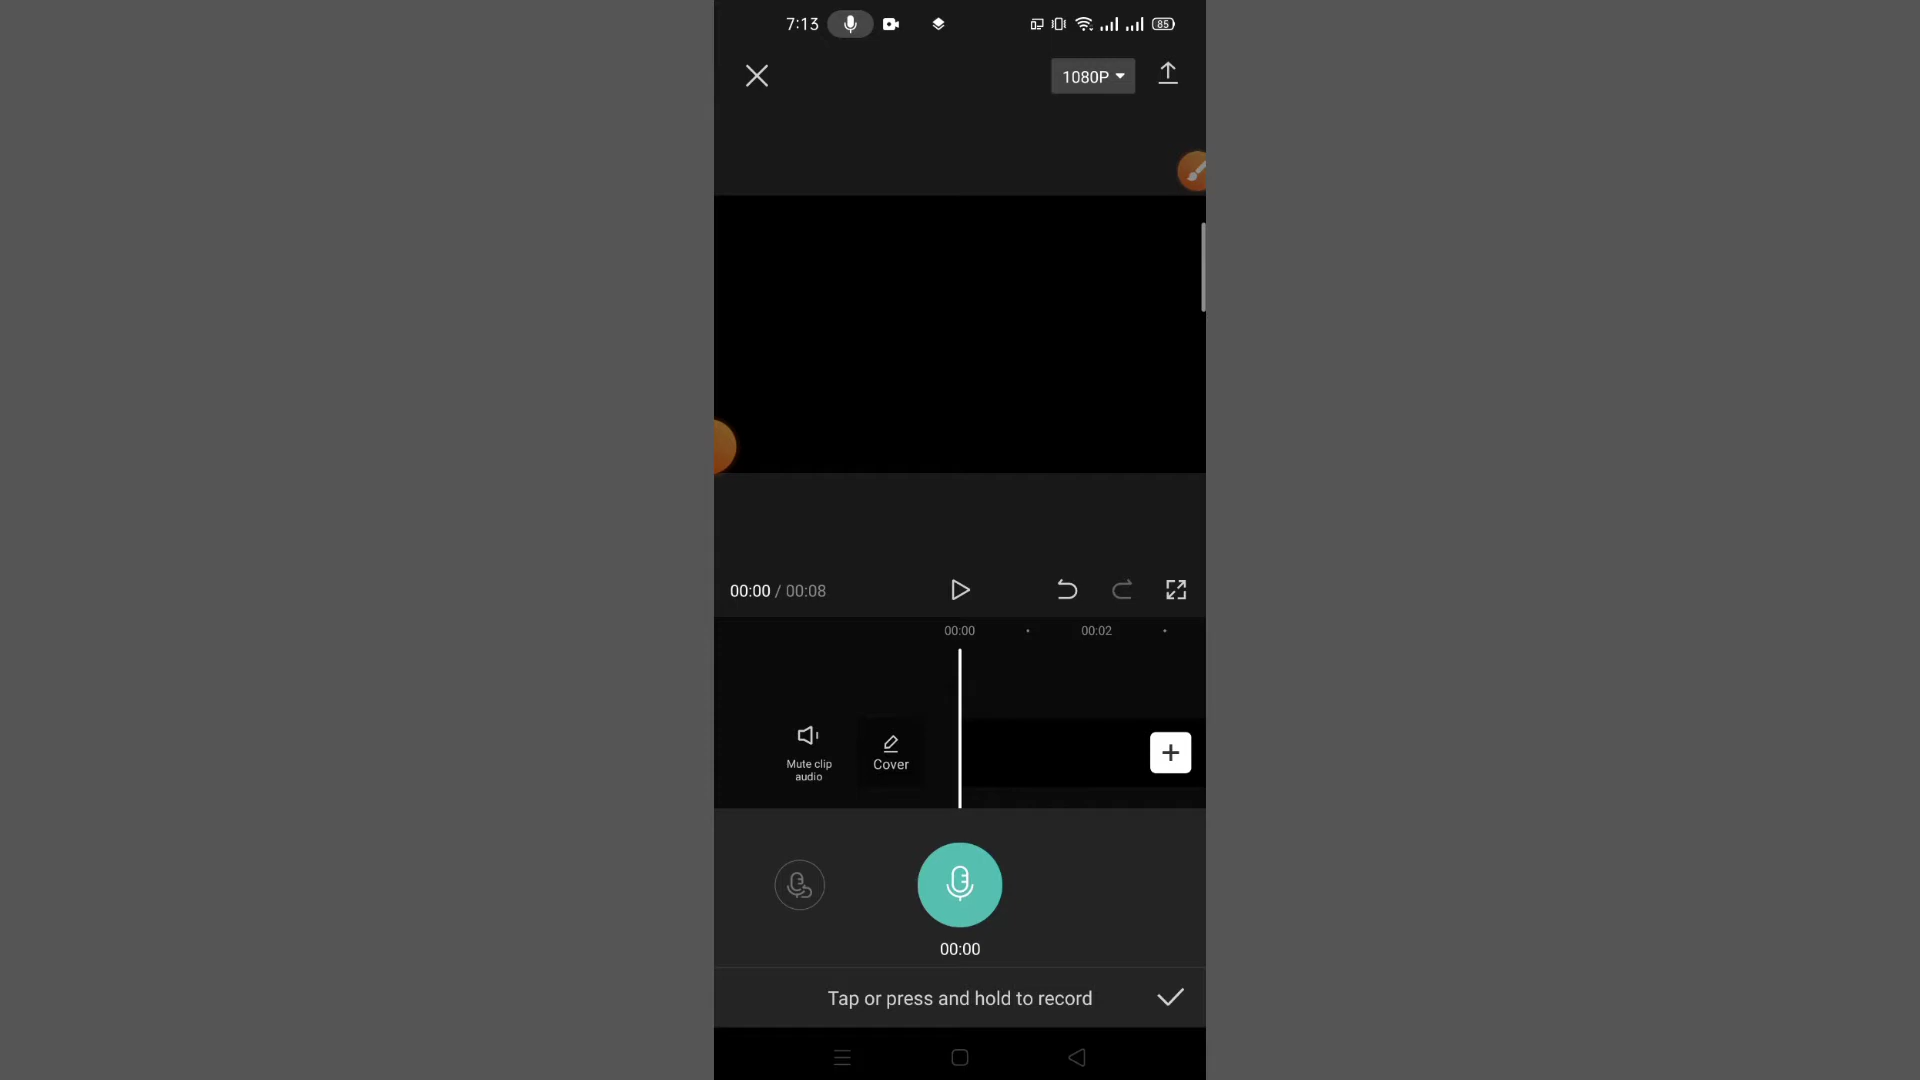 7:13
85
1080P
00:00 / 00:08
00:00
00:02
Mute clip
audio
Cover
00:00
Tap or press and hold to record